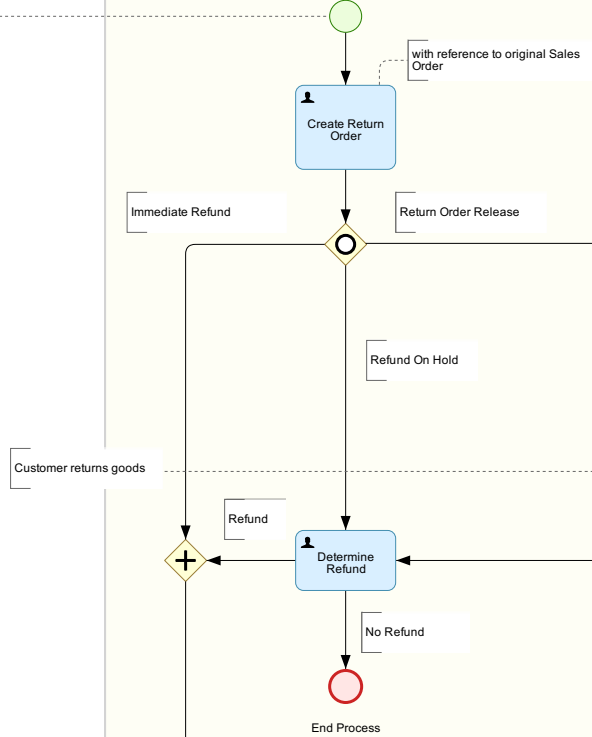 with reference to original Sales
Order
Create Return
Order
Immediate Refund
Return Order Release
Refund On Hold
Customer returns goods
Refund
Determine
Refund
No Refund
End Process